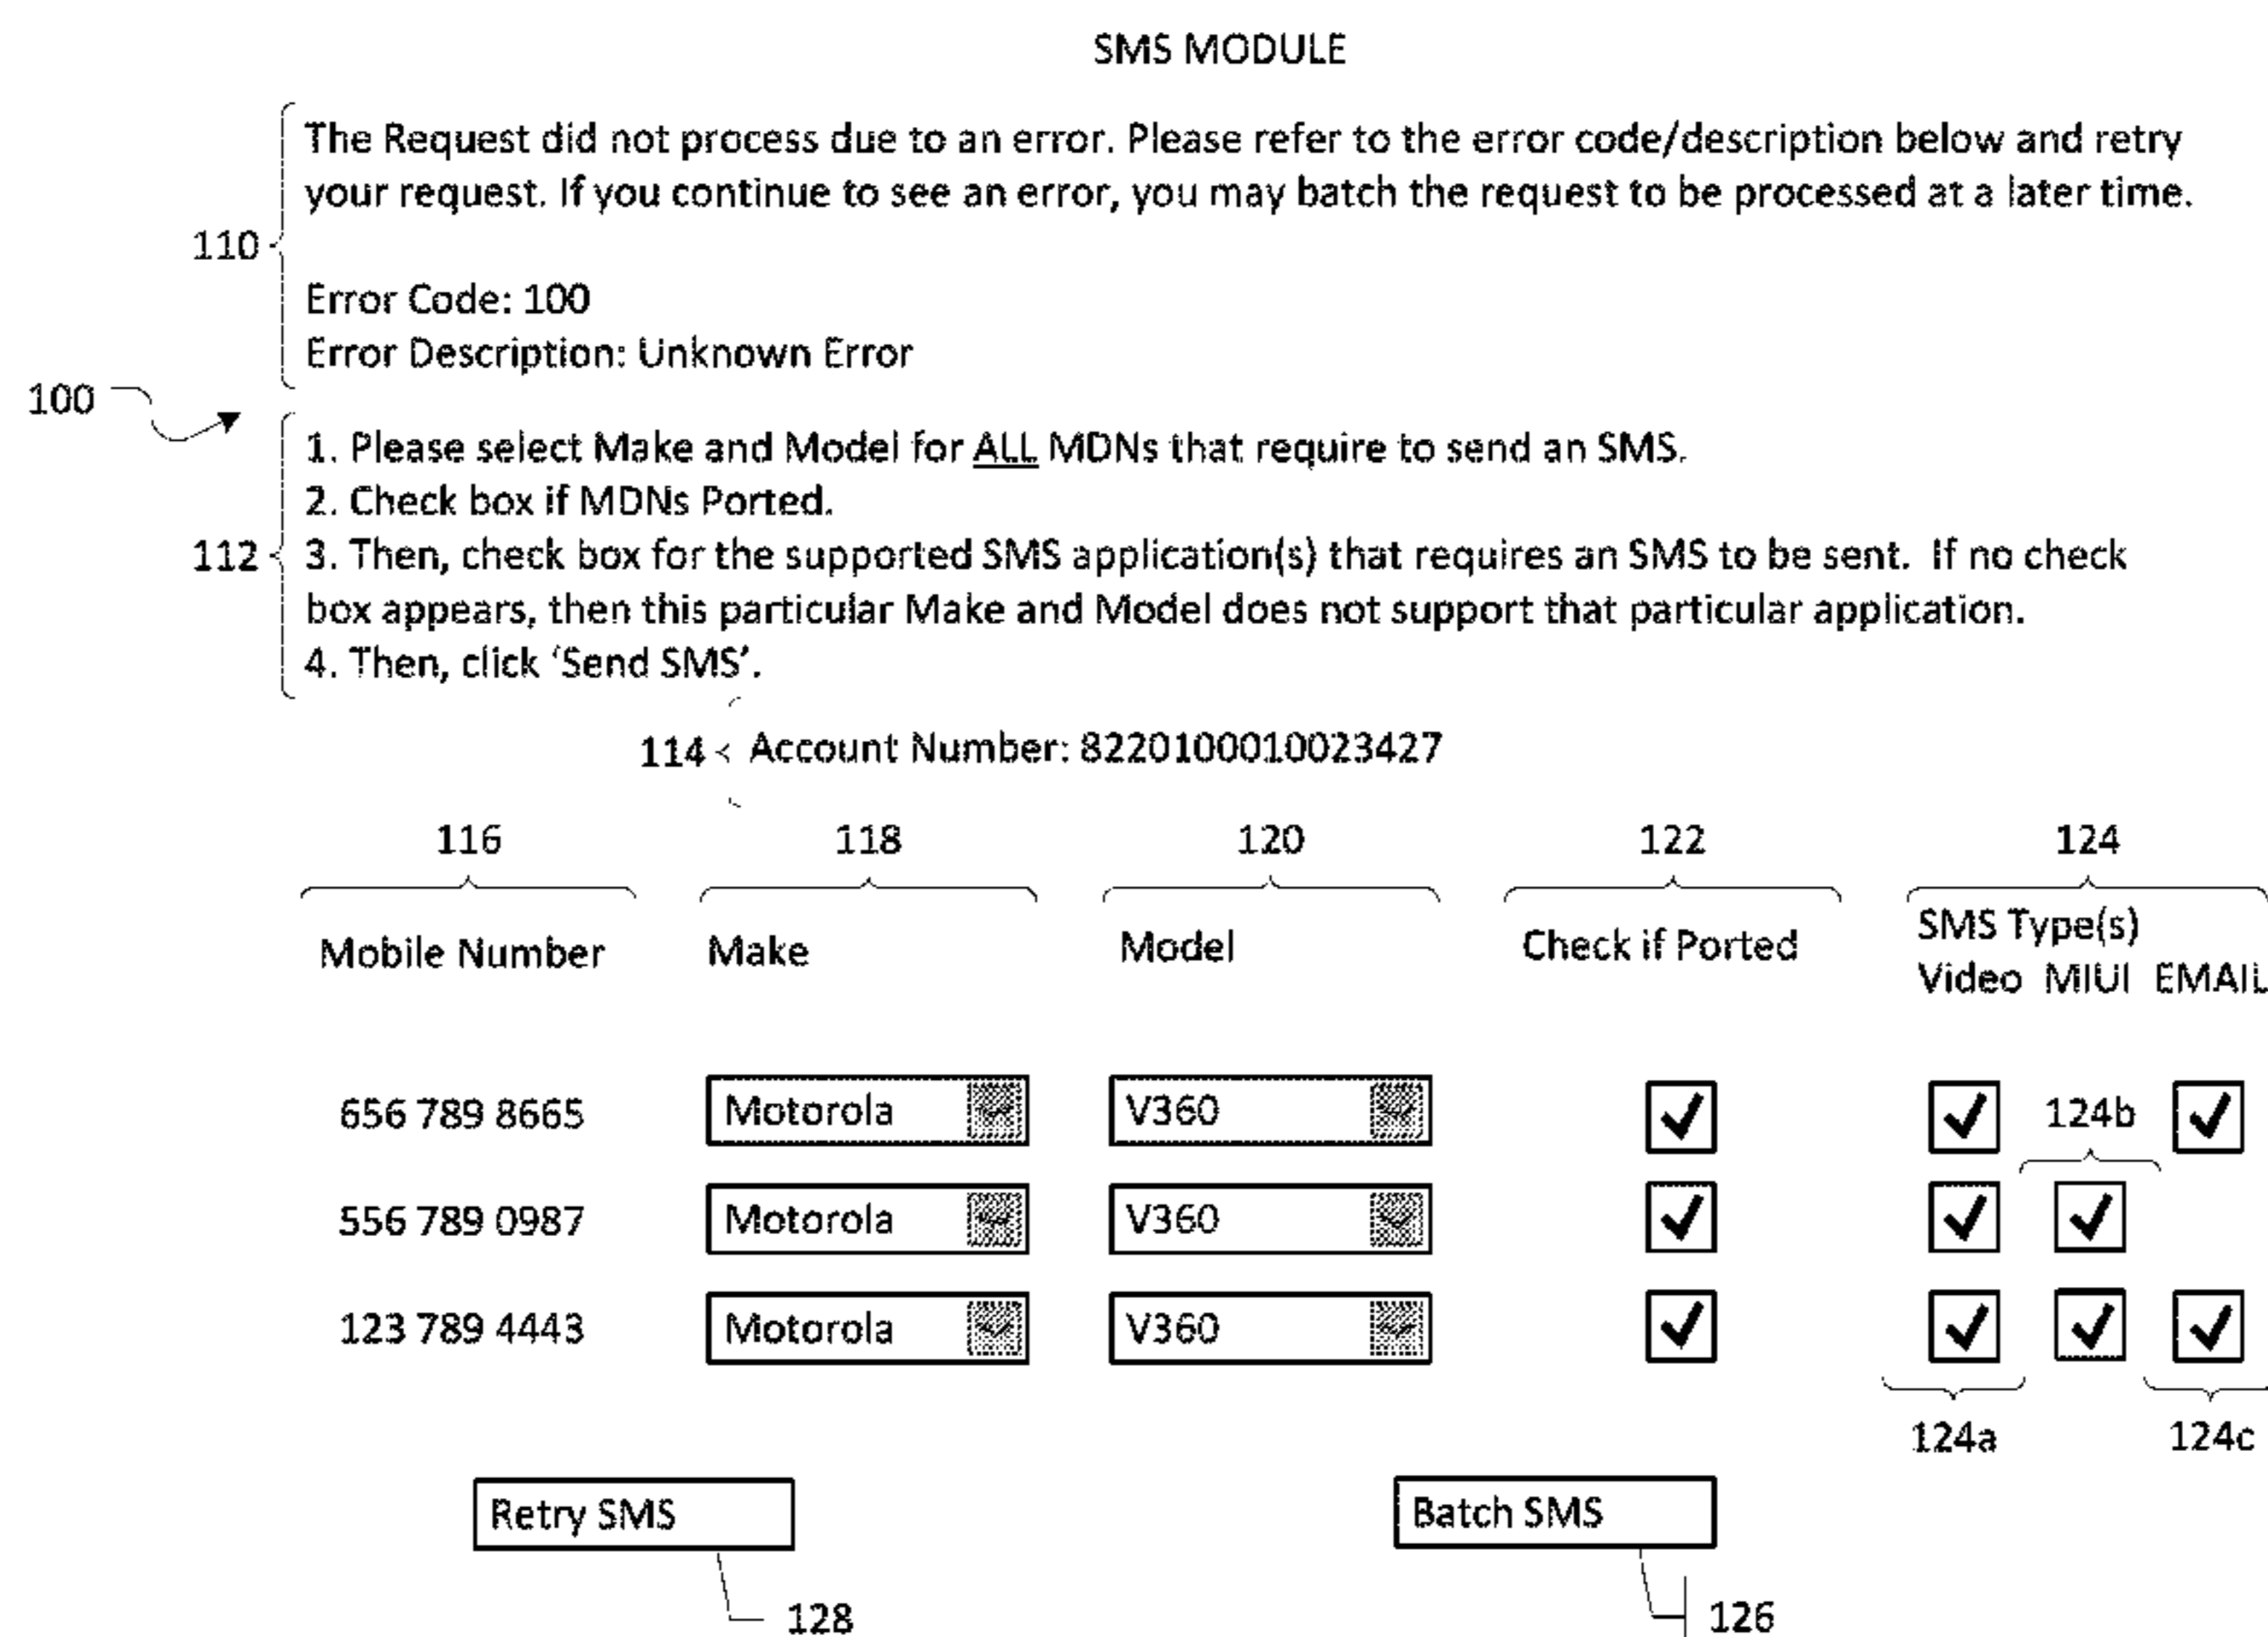 SMS MODULE
The Request did not process due to an error. Please refer to the error code/description below and retry
your request. If you continue to see an error, you may batch the request to be processed at a later time.
110
Error Code: 100
Error Description: Unknown Error
100
1. Please select Make and Model for ALL MDNs that require to send an SMS.
2. Check box if MDNs Ported.
112
3. Then, check box for the supported SMS application(s) that requires an SMS to be sent. If no check
box appears, then this particular Make and Model does not support that particular application.
4. Then, click ‘Send SMS’.
114 Account Number: 8220100010023427
116 118 120 122 124
Mobile Number Make Model Check if Ported SMS Type(s)
Video MIUI EMAIL
656 789 8665 Motorola V360 124b
556 789 0987 Motorola V360
123 789 4443 Motorola V360
124a 124c
Retry SMS Batch SMS
128 126